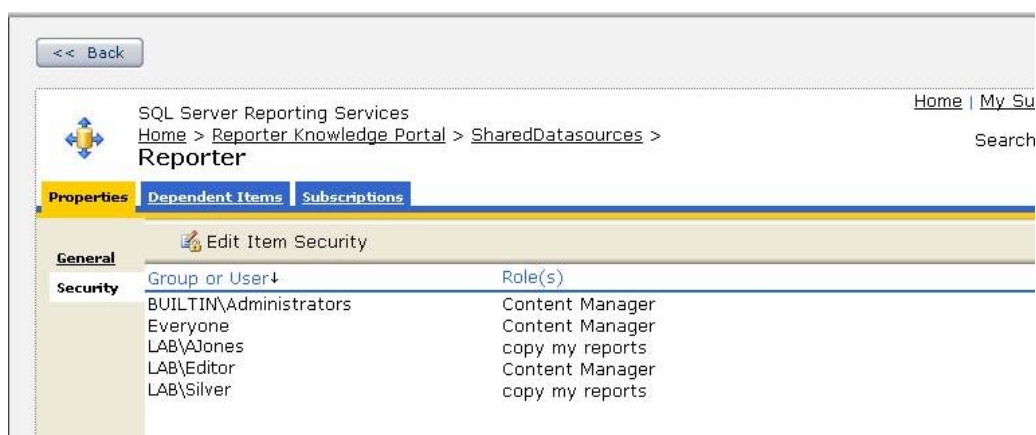 << Back
SQL Server Reporting Services
Home | My Su
Home > Reporter Knowledge Portal > SharedDatasources >
Search
Reporter
Properties Dependent Items Subscriptions
General
Edit Item Security
Security
Group or User↓ Role(s)
BUILTIN\Administrators Content Manager
Everyone Content Manager
LAB\AJones copy my reports
LAB\Editor Content Manager
LAB\Silver copy my reports